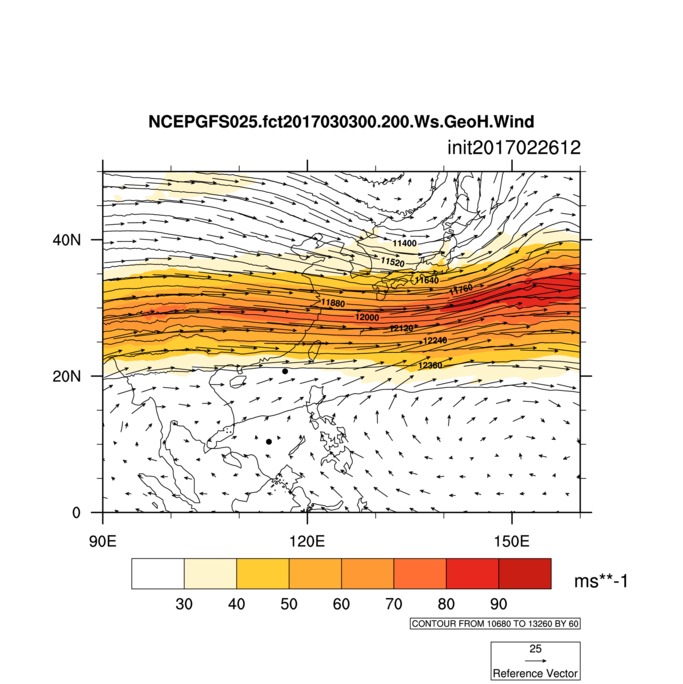 NCEPGFS025.fct2017030300.200.Ws.GeoH.Wind
init2017022612
40N
20N
0
11400
11520
11640
11760
11880
12000
12120
12240
12360
90E
120E
150E
ms**-1
30 40 50 60 70 80 90
CONTOUR FROM 10680 TO 13260 BY 60
25
Reference Vector